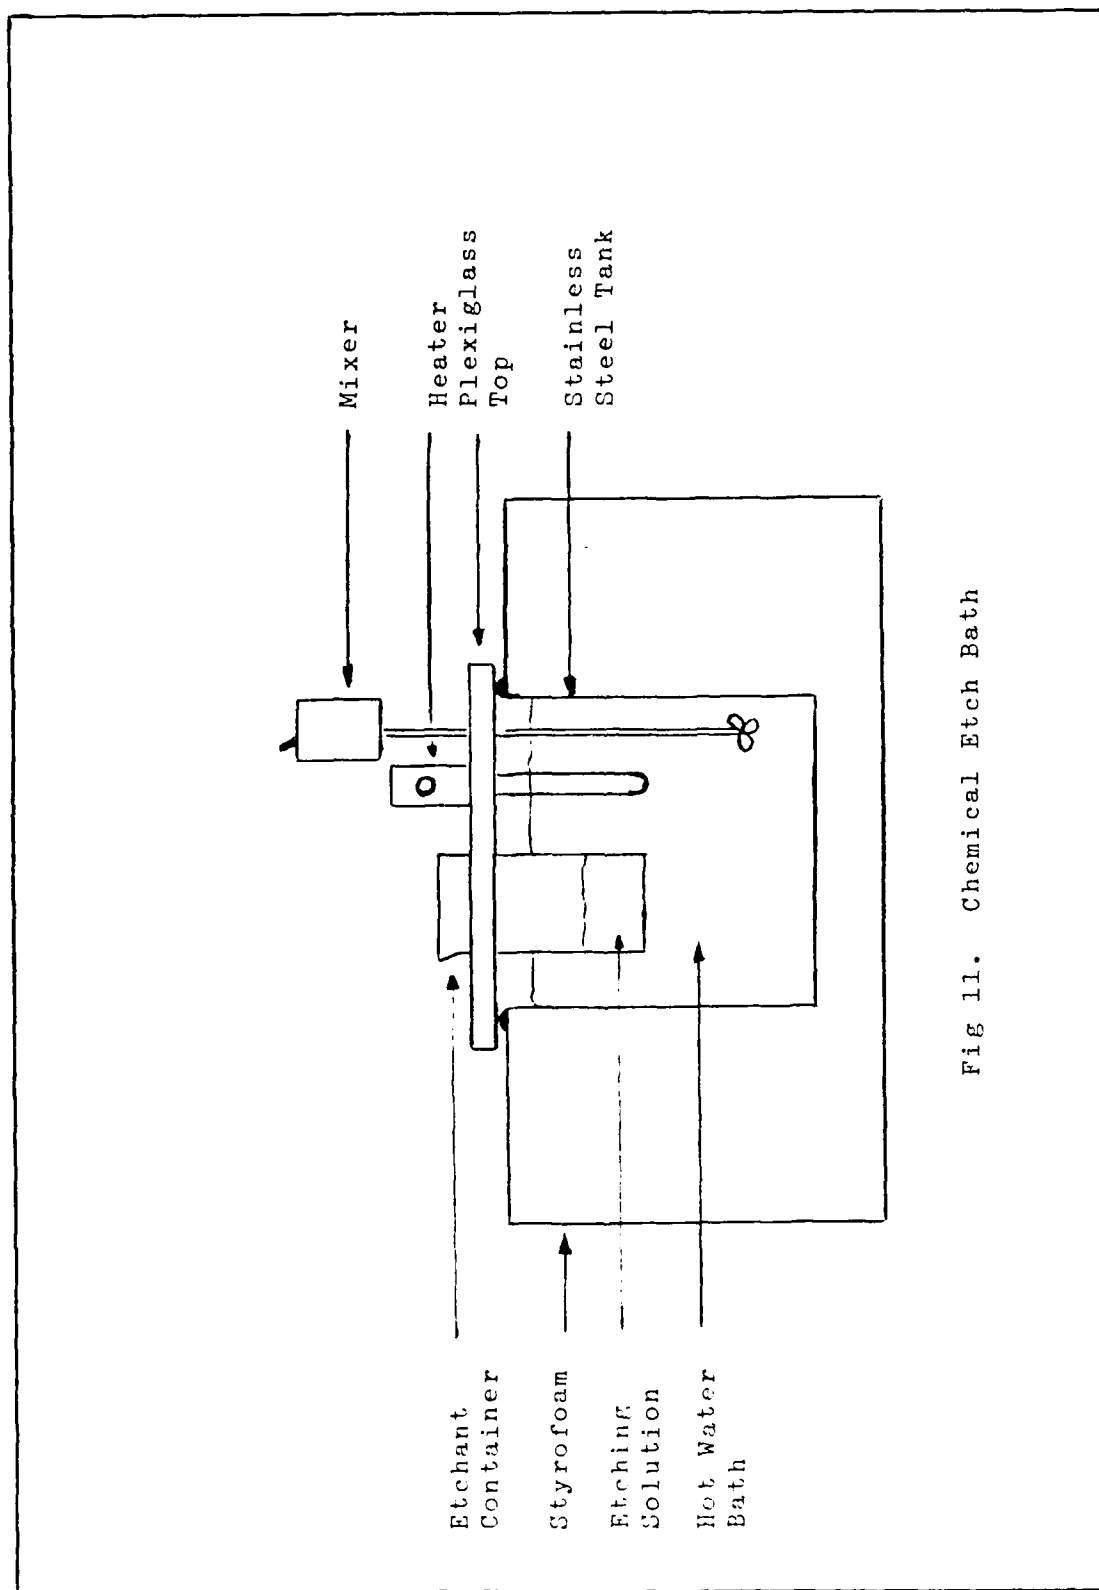 Mixer
Heater
Plexiglass
Top
Stainless
Steel Tank
Etchant
Container
Styrofoam
Etching
Solution
Hot Water
Bath
Fig 11. Chemical Etch Bath